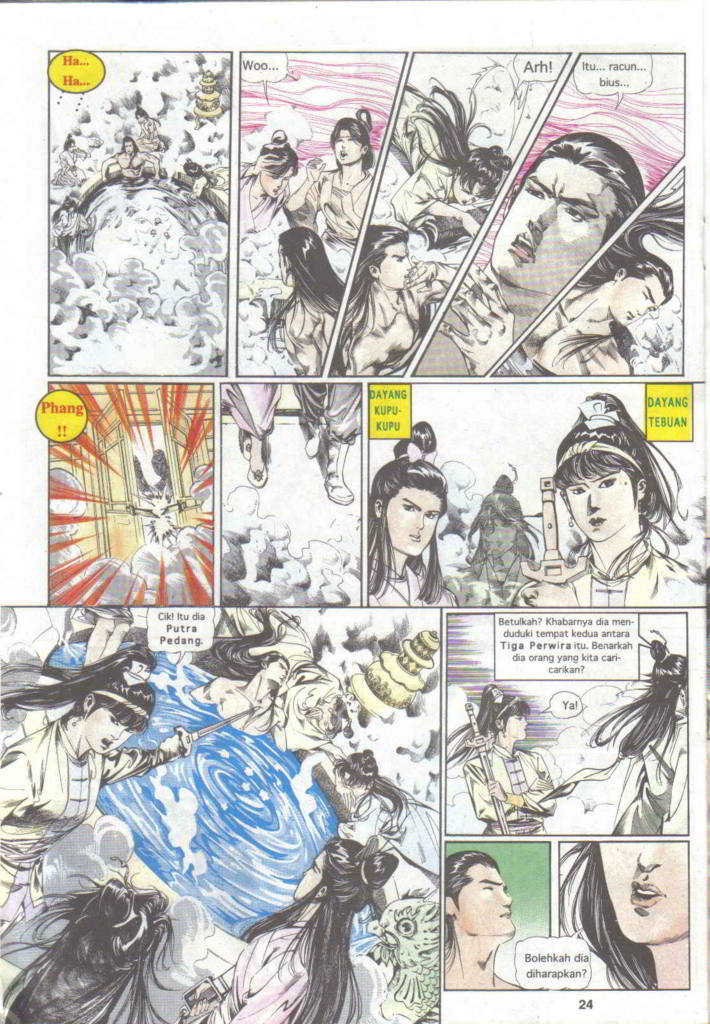 Ha...
Ha...
Woo...
Arh!
Itu... racun...
bius...
Phang
!!
DAYANG
KUPU-
KUPU
DAYANG
TEBUAN
Cik! Itu dia
Putra
Pedang.
Betulkah? Khabarnya dia men-
duduki tempat kedua antara
Tiga Perwira itu. Benarkah
dia orang yang kita cari-
carikan?
Ya!
Bolehkah dia
diharapkan?
24